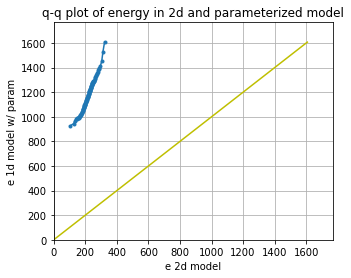 q-q plot of energy in 2d and parameterized model
1600
1400
1200
1000
800
600
400
200
0
e 1d model w/ param
0 200 400 600 800 1000 1200 1400 1600
e 2d model